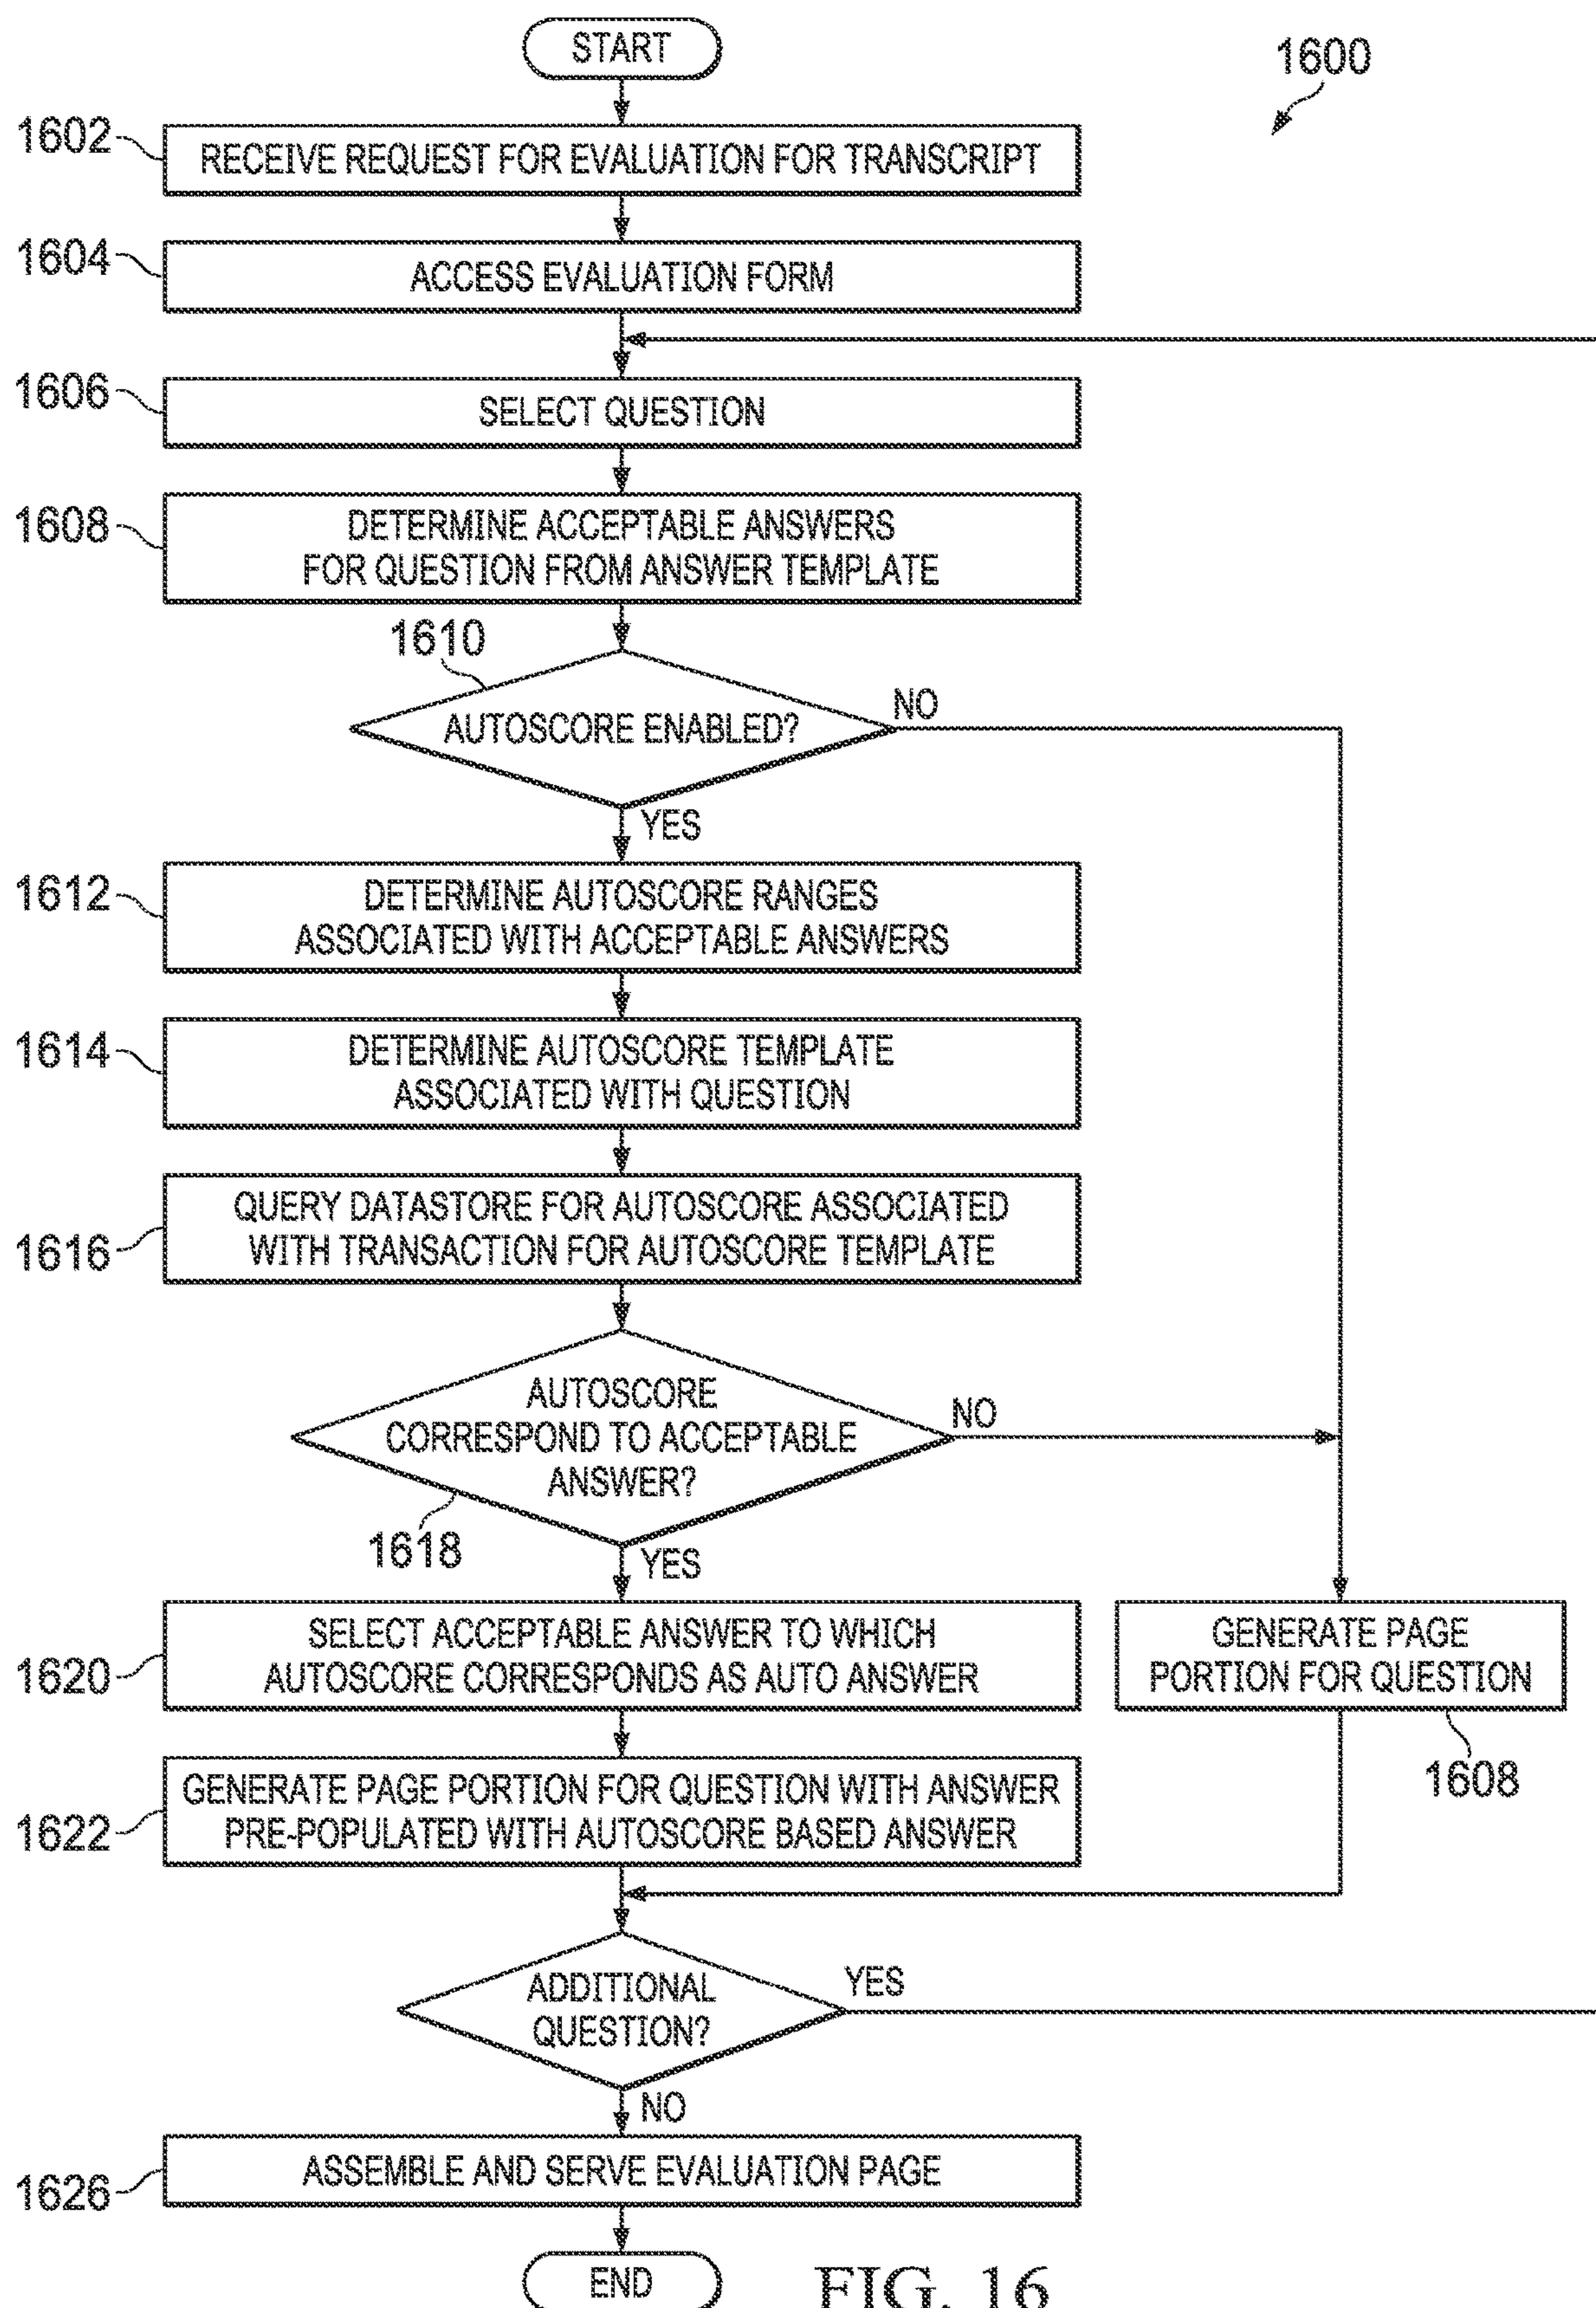 START
1600
1602
RECEIVE REQUEST FOR EVALUATION FOR TRANSCRIPT
1604
ACCESS EVALUATION FORM
1606
SELECT QUESTION
1608
DETERMINE ACCEPTABLE ANSWERS
FOR QUESTION FROM ANSWER TEMPLATE
1610
AUTOSCORE ENABLED?
NO
YES
1612
DETERMINE AUTOSCORE RANGES
ASSOCIATED WITH ACCEPTABLE ANSWERS
1614
DETERMINE AUTOSCORE TEMPLATE
ASSOCIATED WITH QUESTION
1616
QUERY DATASTORE FOR AUTOSCORE ASSOCIATED
WITH TRANSACTION FOR AUTOSCORE TEMPLATE
AUTOSCORE
CORRESPOND TO ACCEPTABLE
ANSWER?
NO
1618
YES
1620
SELECT ACCEPTABLE ANSWER TO WHICH
AUTOSCORE CORRESPONDS AS AUTO ANSWER
GENERATE PAGE
PORTION FOR QUESTION
1608
1622
GENERATE PAGE PORTION FOR QUESTION WITH ANSWER
PRE-POPULATED WITH AUTOSCORE BASED ANSWER
ADDITIONAL
QUESTION?
YES
NO
1626
ASSEMBLE AND SERVE EVALUATION PAGE
END
FIG. 16